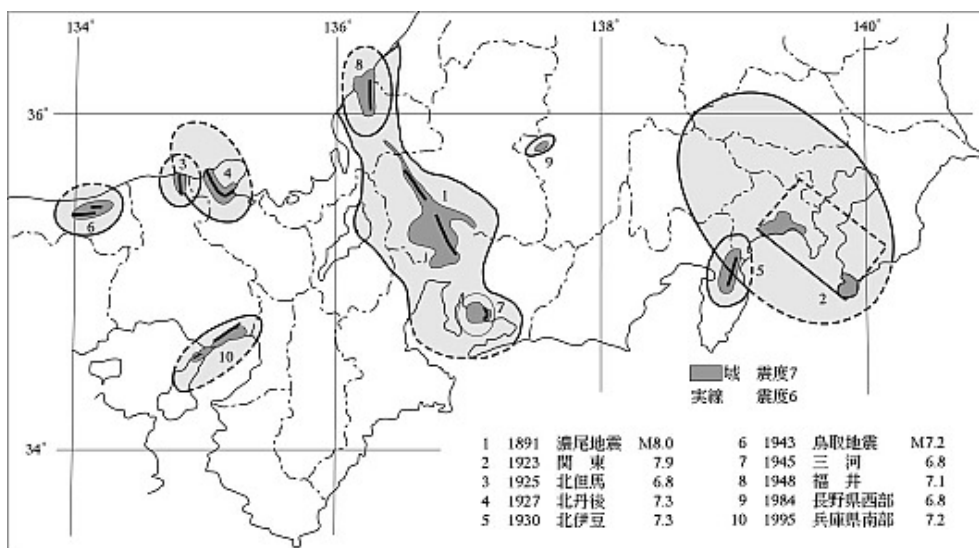 134°
136°
138°
140°
36°
34°
8
9
3
4
1
6
5
7
2
10
域 震度7
実線 震度6
1 1891 濃尾地震 M8.0
2 1923 関東 7.9
3 1925 北但馬 6.8
4 1927 北丹後 7.3
5 1930 北伊豆 7.3
6 1943 鳥取地震 M7.2
7 1945 三河 6.8
8 1948 福井 7.1
9 1984 長野県西部 6.8
10 1995 兵庫県南部 7.2